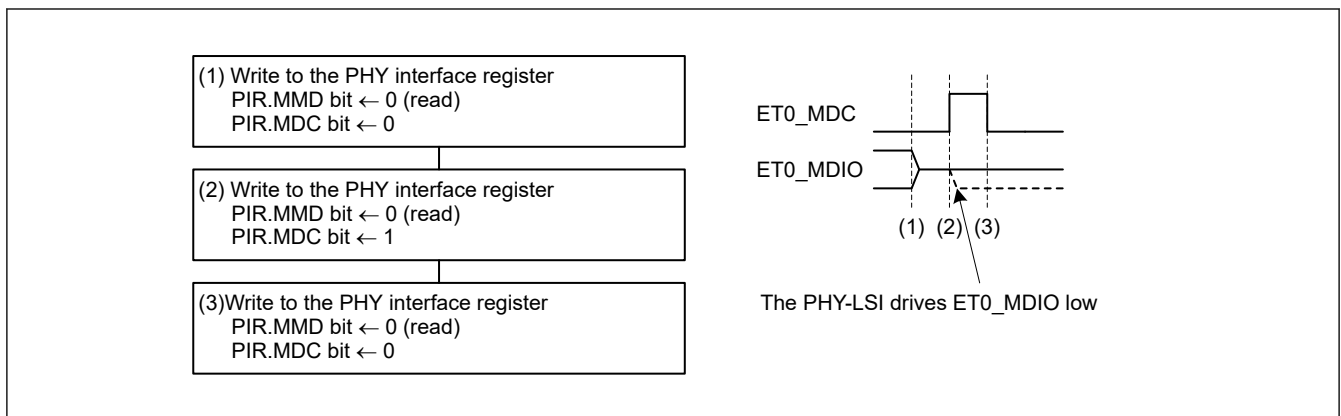 (1) Write to the PHY interface register
PIR.MMD bit ← 0 (read)
PIR.MDC bit ← 0
(2) Write to the PHY interface register
PIR.MMD bit ← 0 (read)
PIR.MDC bit ← 1
(3)Write to the PHY interface register
PIR.MMD bit ← 0 (read)
PIR.MDC bit ← 0
ET0_MDC
ET0_MDIO
(1) (2) (3)
The PHY-LSI drives ET0_MDIO low